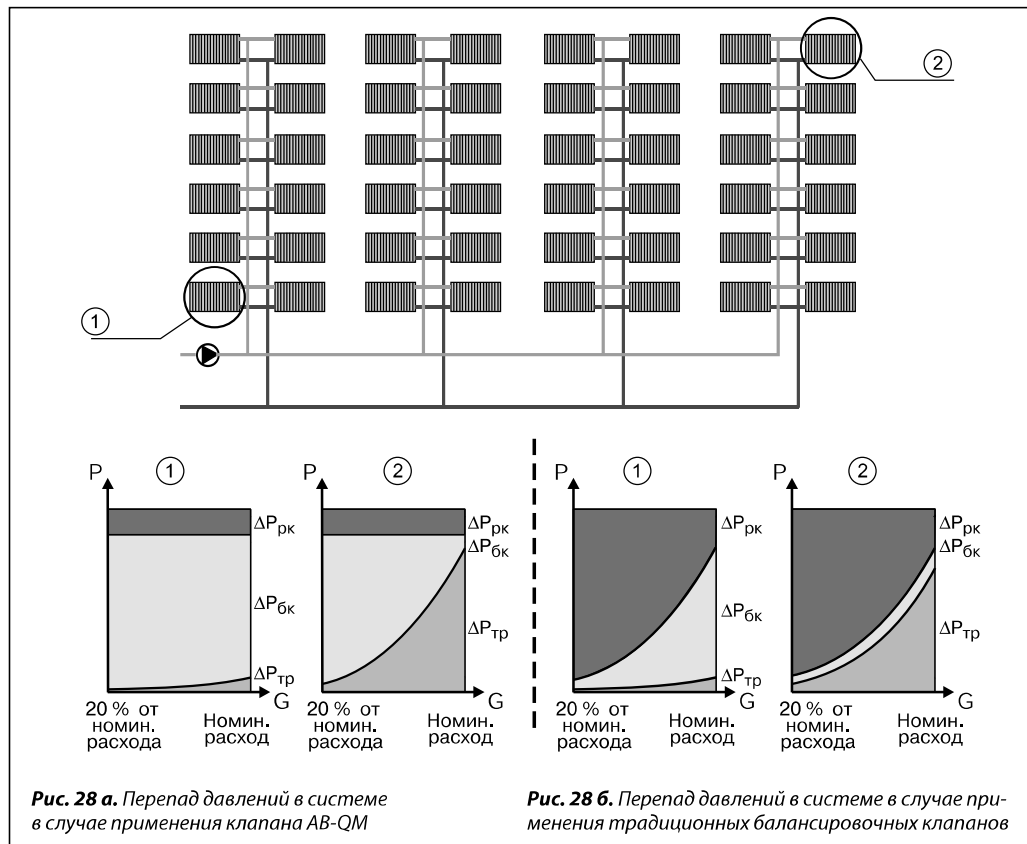 2
1
P
1
ΔPрк
ΔPбк
ΔPтр
G
20 % от
номин.
расхода
Номин.
расход
P
2
ΔPрк
ΔPбк
ΔPтр
G
20 % от
номин.
расхода
Номин.
расход
P
1
ΔPрк
ΔPбк
ΔPтр
G
20 % от
номин.
расхода
Номин.
расход
P
2
ΔPрк
ΔPбк
ΔPтр
G
20 % от
номин.
расхода
Номин.
расход
Рис. 28 а. Перепад давлений в системе
в случае применения клапана AB-QM
Рис. 28 б. Перепад давлений в системе в случае при-
менения традиционных балансировочных клапанов